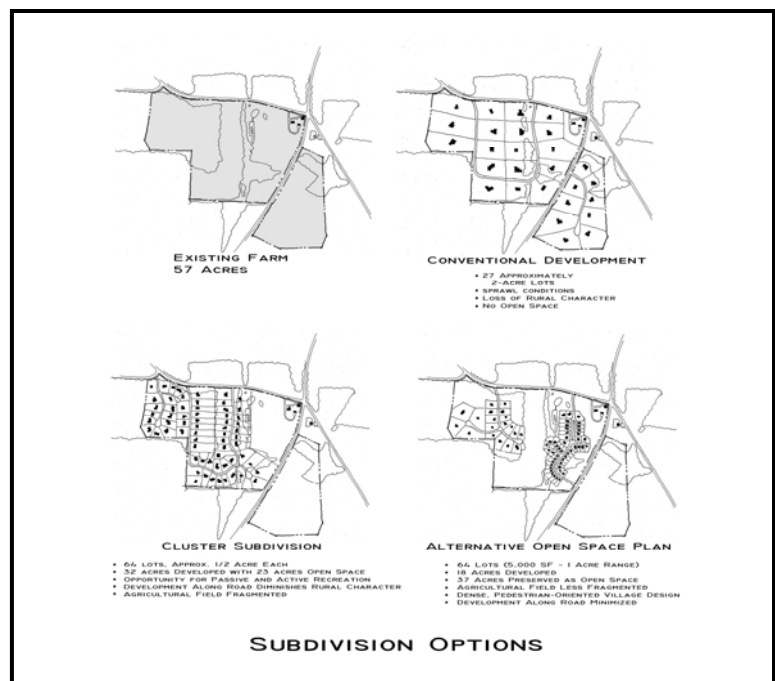 Existing Farm
57 Acres
Conventional Development
• 27 Approximately
2-Acre Lots
• sprawl conditions
• Loss of Rural Character
• No Open Space
Cluster Subdivision
• 64 lots, Approx. 1/2 Acre Each
• 32 acres Developed with 23 acres Open Space
• Opportunity for Passive and Active Recreation
• Development Along Road Diminishes Rural Character
• Agricultural Field Fragmented
Alternative Open Space Plan
• 64 Lots (5,000 SF - 1 Acre Range)
• 18 Acres Developed
• 37 Acres Preserved as Open Space
• Agricultural Field Less Fragmented
• Dense, Pedestrian-Oriented Village Design
• Development Along Road Minimized
Subdivision Options